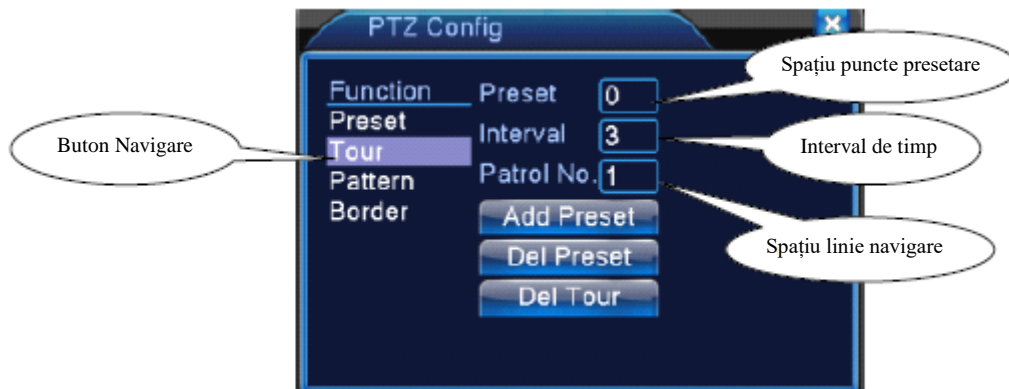 PTZ Config
Spațiu puncte presetare
Function
Preset 0
Preset
Interval 3
Buton Navigare
Tour
Interval de timp
Patrol No. 1
Pattern
Border
Add Preset
Spațiu linie navigare
Del Preset
Del Tour